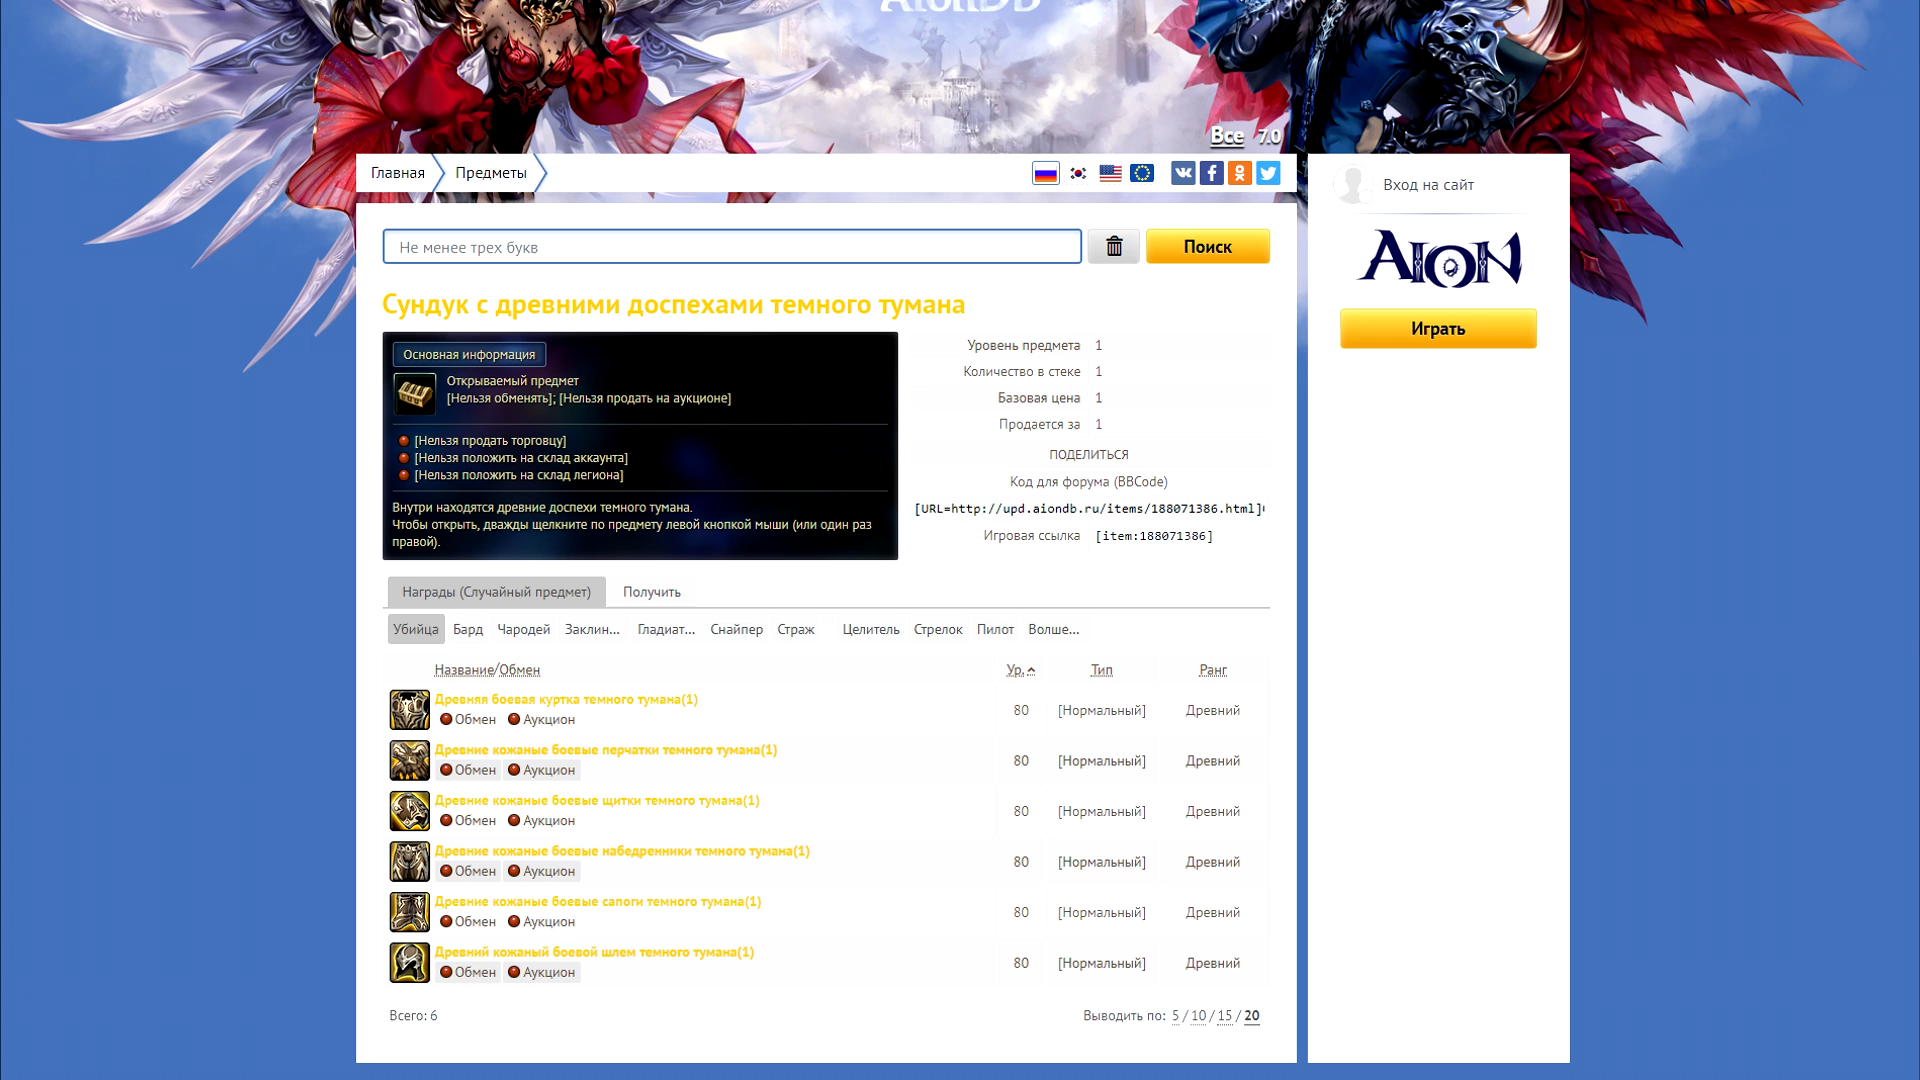 AionDB
Все 7.0
Главная Предметы
Вход на сайт
Не менее трех букв
Поиск
AION
Играть
Сундук с древними доспехами темного тумана
Основная информация
Открываемый предмет
[Нельзя обменять]; [Нельзя продать на аукционе]
[Нельзя продать торговцу]
[Нельзя положить на склад аккаунта]
[Нельзя положить на склад легиона]
Внутри находятся древние доспехи темного тумана.
Чтобы открыть, дважды щелкните по предмету левой кнопкой мыши (или один раз
правой).
Уровень предмета 1
Количество в стеке 1
Базовая цена 1
Продается за 1
ПОДЕЛИТЬСЯ
Код для форума (BBCode)
[URL=http://upd.aiondb.ru/items/188071386.html]
Игровая ссылка [item:188071386]
Награды (Случайный предмет) Получить
Убийца Бард Чародей Заклин... Гладиат... Снайпер Страж Целитель Стрелок Пилот Волше...
Название/Обмен Ур. Тип Ранг
Древняя боевая куртка темного тумана(1)
Обмен Аукцион
80 [Нормальный] Древний
Древние кожаные боевые перчатки темного тумана(1)
Обмен Аукцион
80 [Нормальный] Древний
Древние кожаные боевые щитки темного тумана(1)
Обмен Аукцион
80 [Нормальный] Древний
Древние кожаные боевые набедренники темного тумана(1)
Обмен Аукцион
80 [Нормальный] Древний
Древние кожаные боевые сапоги темного тумана(1)
Обмен Аукцион
80 [Нормальный] Древний
Древний кожаный боевой шлем темного тумана(1)
Обмен Аукцион
80 [Нормальный] Древний
Всего: 6
Выводить по: 5 / 10 / 15 / 20